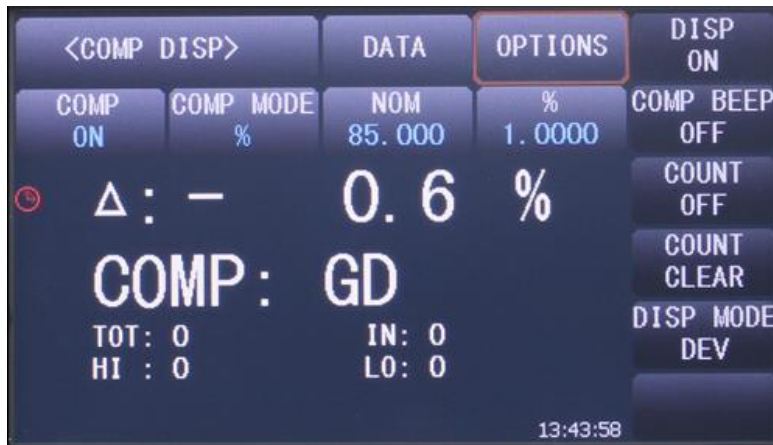 <COMP DISP>
DATA
OPTIONS
DISP
ON
COMP
ON
COMP MODE
%
NOM
85.000
%
1.0000
COMP BEEP
OFF
Δ: - 0.6 %
COUNT
OFF
COMP: GD
COUNT
CLEAR
TOT: 0 IN: 0
HI : 0 LO: 0
DISP MODE
DEV
13:43:58